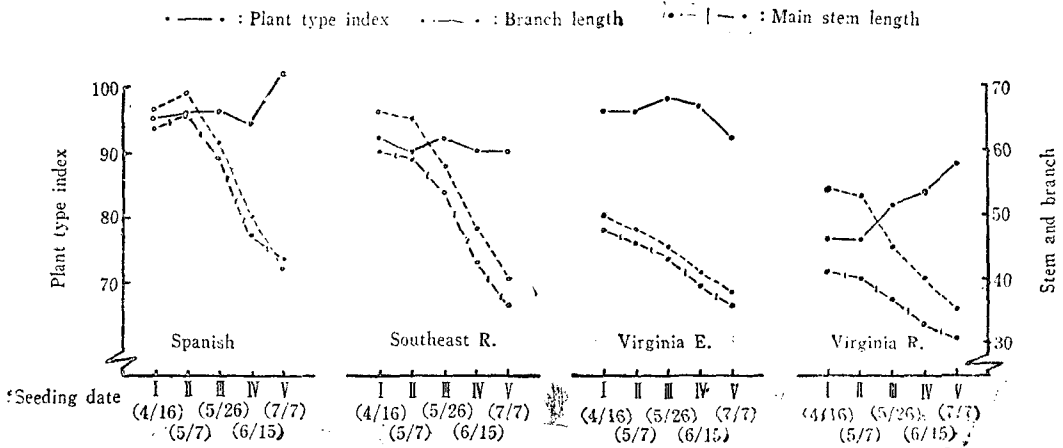 : Plant type index : Branch length : Main stem length
100
90
80
70
Plant type index
70
60
50
40
30
Stem and branch
Spanish Southeast R. Virginia E. Virginia R.
Seeding date I II III IV V I II III IV V I II III IV V I II III IV V
(4/16) (5/26) (7/7) (4/16) (5/26) (7/7) (4/16) (5/26) (7/7) (4/16) (5/26) (7/7)
(5/7) (6/15) (5/7) (6/15) (5/7) (6/15) (5/7) (6/15)